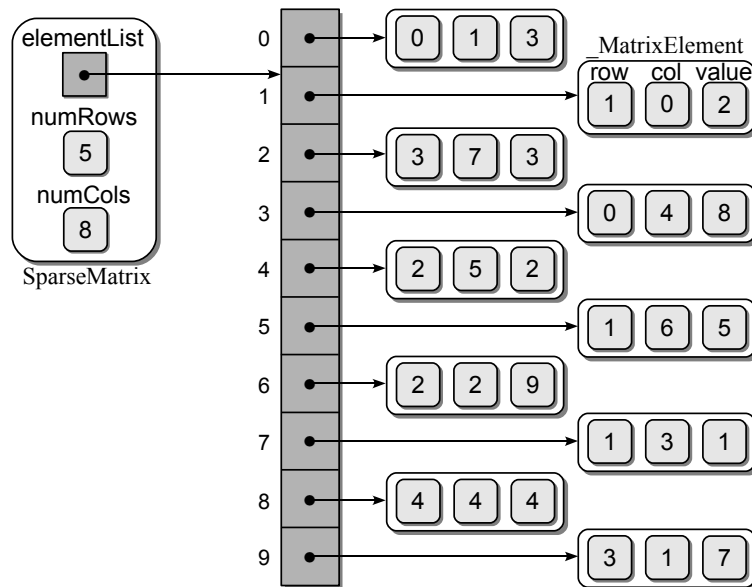 elementList
numRows
5
numCols
8
SparseMatrix
_MatrixElement
row col value
0 0 1 3
1 1 0 2
2 3 7 3
3 0 4 8
4 2 5 2
5 1 6 5
6 2 2 9
7 1 3 1
8 4 4 4
9 3 1 7